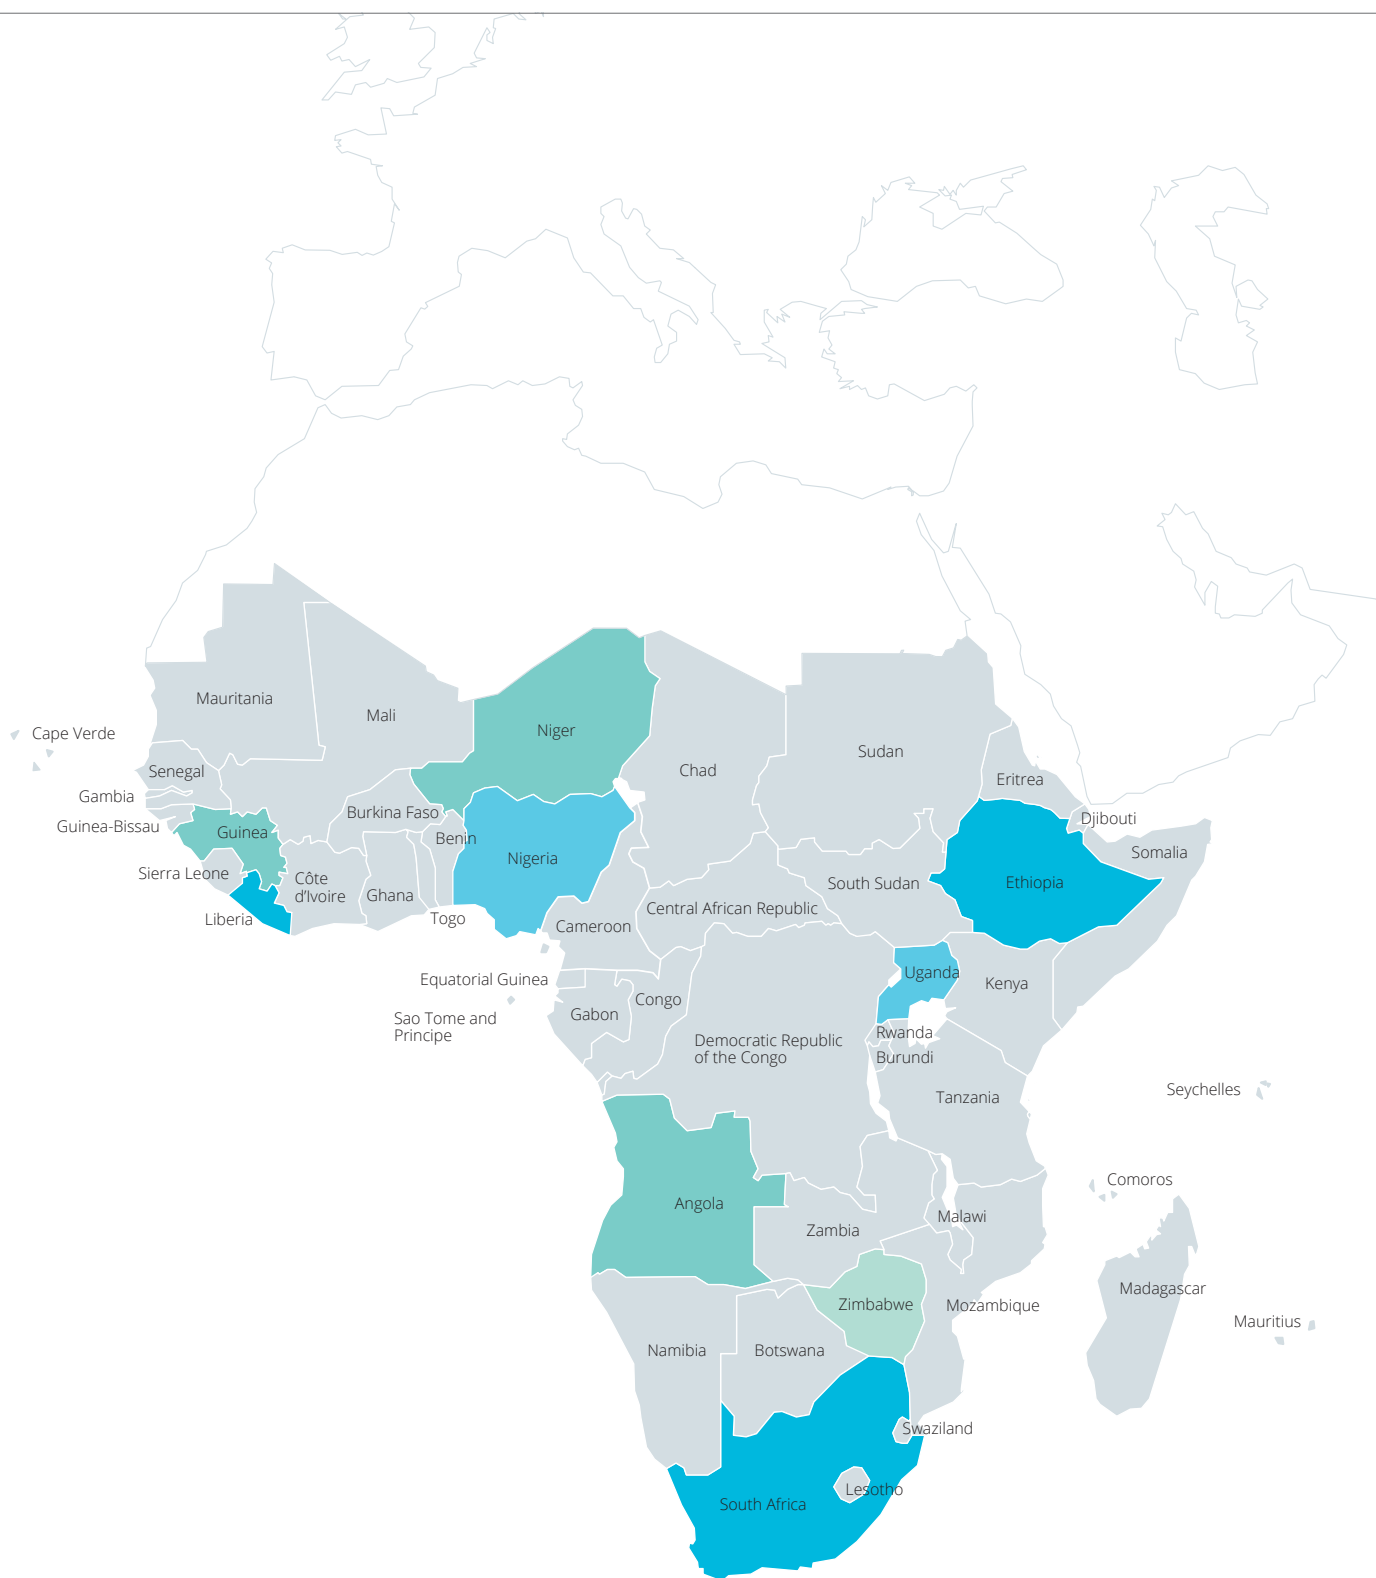 Mauritania
Mali
Niger
Chad
Sudan
Cape Verde
Senegal
Eritrea
Gambia
Burkina Faso
Djibouti
Guinea-Bissau
Guinea
Benin
Nigeria
Somalia
Sierra Leone
Côte
d'Ivoire
Ghana
South Sudan
Ethiopia
Liberia
Togo
Cameroon
Central African Republic
Equatorial Guinea
Uganda
Kenya
Sao Tome and
Principe
Gabon
Congo
Democratic Republic
of the Congo
Rwanda
Burundi
Tanzania
Seychelles
Comoros
Angola
Zambia
Malawi
Zimbabwe
Mozambique
Madagascar
Mauritius
Namibia
Botswana
Swaziland
Lesotho
South Africa